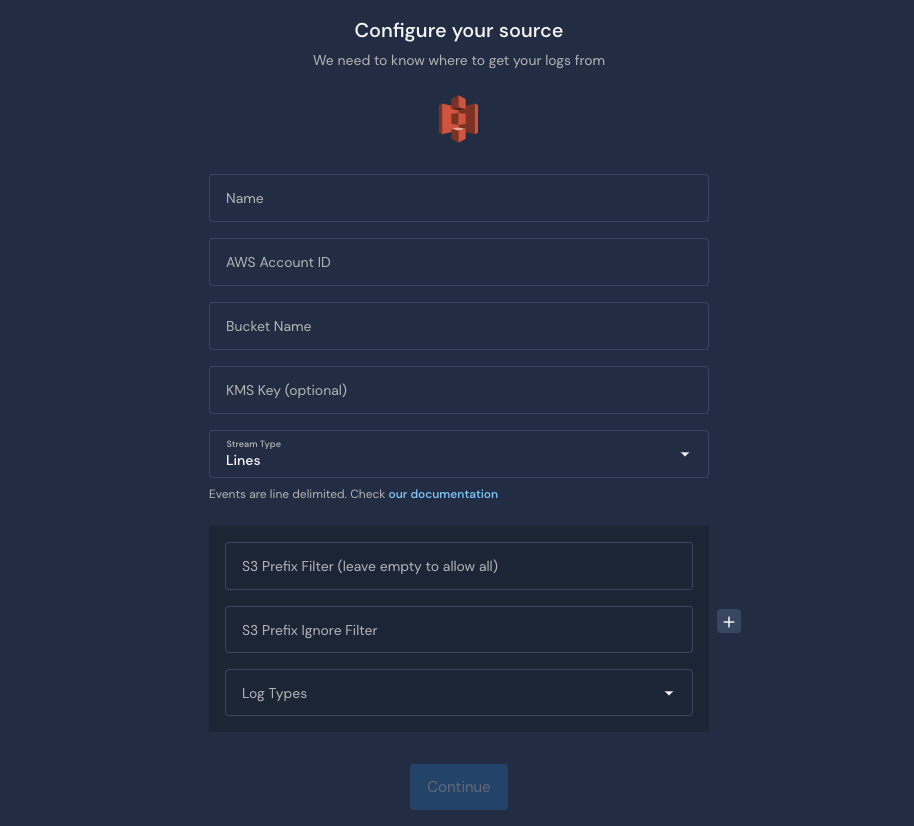 Configure your source
We need to know where to get your logs from
Name
AWS Account ID
Bucket Name
KMS Key (optional)
Stream Type
Lines
Events are line delimited. Check our documentation
S3 Prefix Filter (leave empty to allow all)
S3 Prefix Ignore Filter
Log Types
Continue